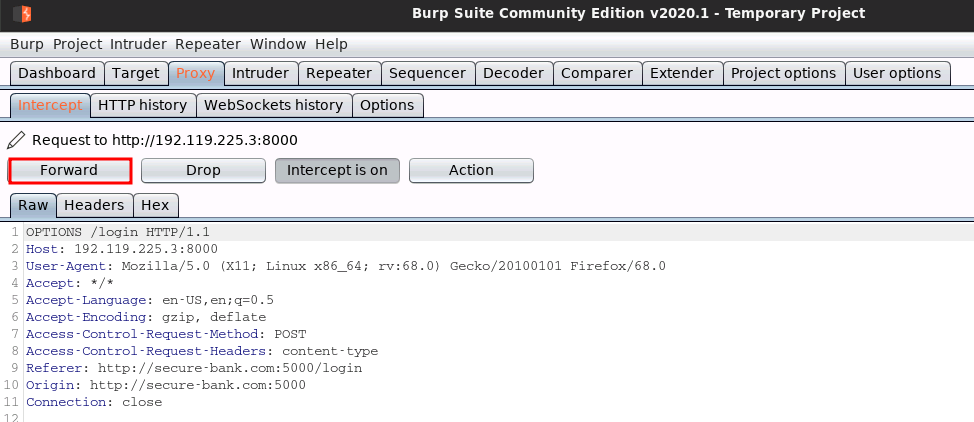 Burp Suite Community Edition v2020.1 - Temporary Project
Burp Project Intruder Repeater Window Help
Dashboard Target Proxy Intruder Repeater Sequencer Decoder Comparer Extender Project options User options
Intercept HTTP history WebSockets history Options
Request to http://192.119.225.3:8000
Forward Drop Intercept is on Action
Raw Headers Hex
1 OPTIONS /login HTTP/1.1
2 Host: 192.119.225.3:8000
3 User-Agent: Mozilla/5.0 (X11; Linux x86_64; rv:68.0) Gecko/20100101 Firefox/68.0
4 Accept: */*
5 Accept-Language: en-US,en;q=0.5
6 Accept-Encoding: gzip, deflate
7 Access-Control-Request-Method: POST
8 Access-Control-Request-Headers: content-type
9 Referer: http://secure-bank.com:5000/login
10 Origin: http://secure-bank.com:5000
11 Connection: close
12